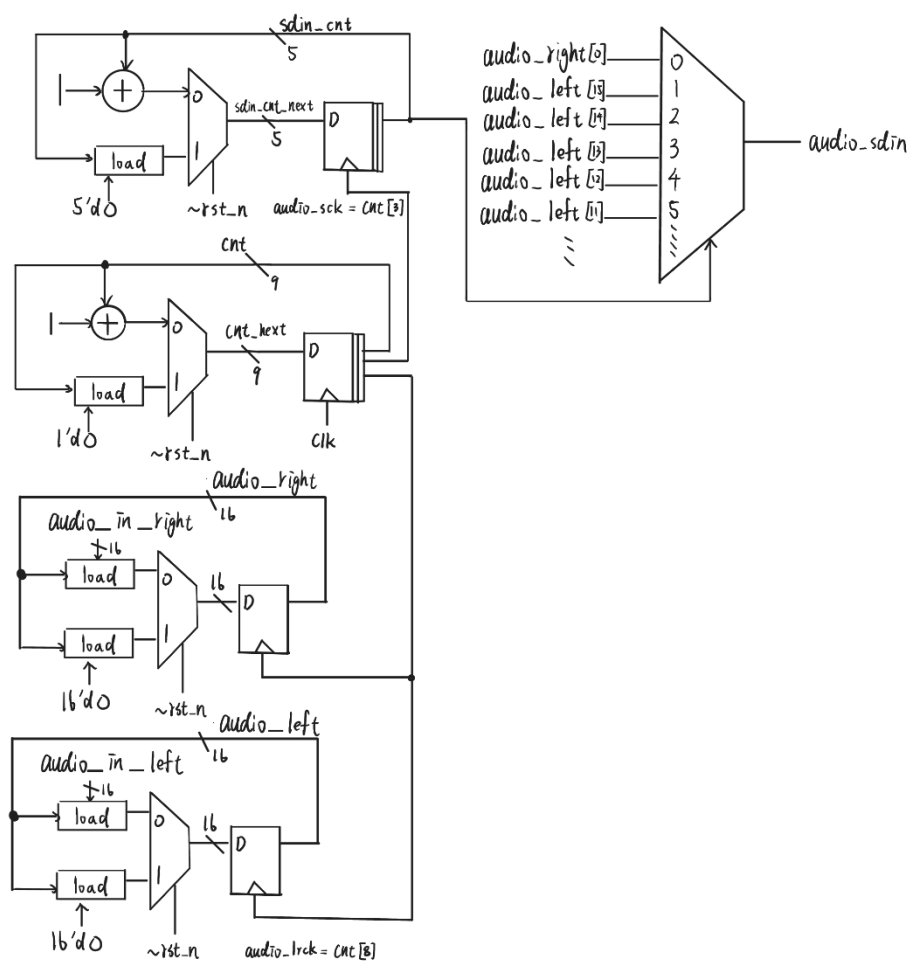 sdin_cnt
5
1
+
0
sdin_cnt_next
5
D
load
1
5'd0
~rst_n
audio_sck = cnt[3]
audio_right[0]
0
audio_left[15]
1
audio_left[14]
2
audio_left[13]
3
audio_left[12]
4
audio_left[11]
5
audio_sdin
cnt
9
1
+
0
cnt_next
9
D
load
1
1'd0
~rst_n
clk
audio_right
16
audio_in_right
16
load
0
16
D
load
1
16'd0
~rst_n
audio_left
16
audio_in_left
16
load
0
16
D
load
1
16'd0
~rst_n
audio_lrck = cnt[8]